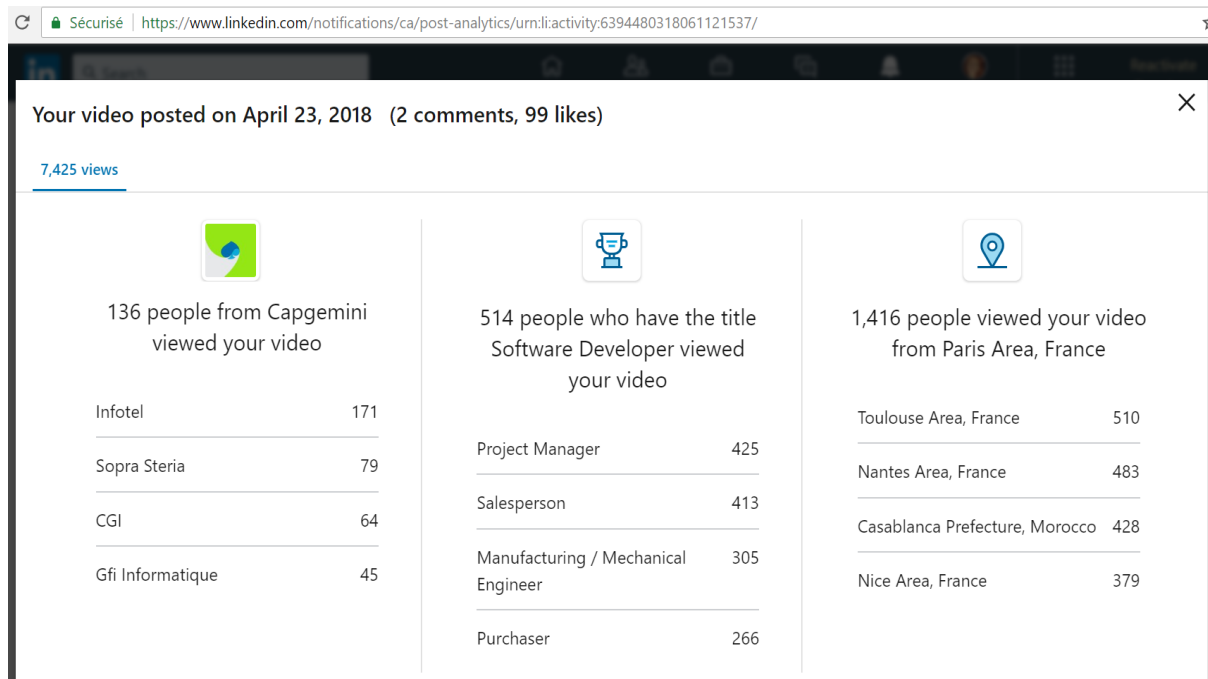 Sécurisé https://www.linkedin.com/notifications/ca/post-analytics/urn:li:activity:6394480318061121537/
in Search Reactivate
Your video posted on April 23, 2018 (2 comments, 99 likes)
7,425 views
136 people from Capgemini
viewed your video
Infotel 171
Sopra Steria 79
CGI 64
Gfi Informatique 45
514 people who have the title
Software Developer viewed
your video
Project Manager 425
Salesperson 413
Manufacturing / Mechanical 305
Engineer
Purchaser 266
1,416 people viewed your video
from Paris Area, France
Toulouse Area, France 510
Nantes Area, France 483
Casablanca Prefecture, Morocco 428
Nice Area, France 379